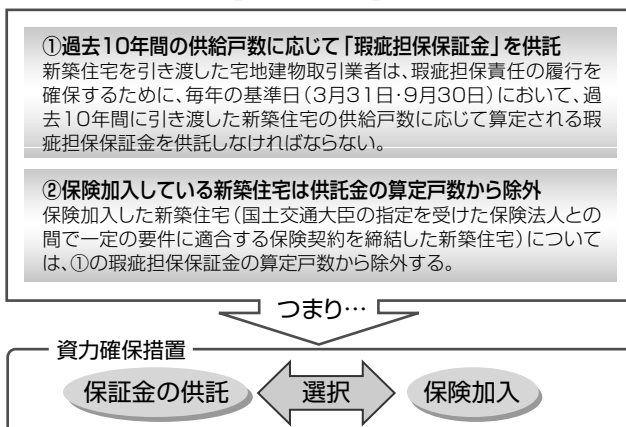 ①過去10年間の供給戸数に応じて「瑕疵担保保証金」を供託
新築住宅を引き渡した宅地建物取引業者は、瑕疵担保責任の履行を
確保するために、毎年の基準日(3月31日・9月30日)において、過
去10年間に引き渡した新築住宅の供給戸数に応じて算定される瑕
疵担保保証金を供託しなければならない。
②保険加入している新築住宅は供託金の算定戸数から除外
保険加入した新築住宅(国土交通大臣の指定を受けた保険法人との
間で一定の要件に適合する保険契約を締結した新築住宅)について
は、①の瑕疵担保保証金の算定戸数から除外する。
つまり…
資力確保措置
保証金の供託 選択 保険加入